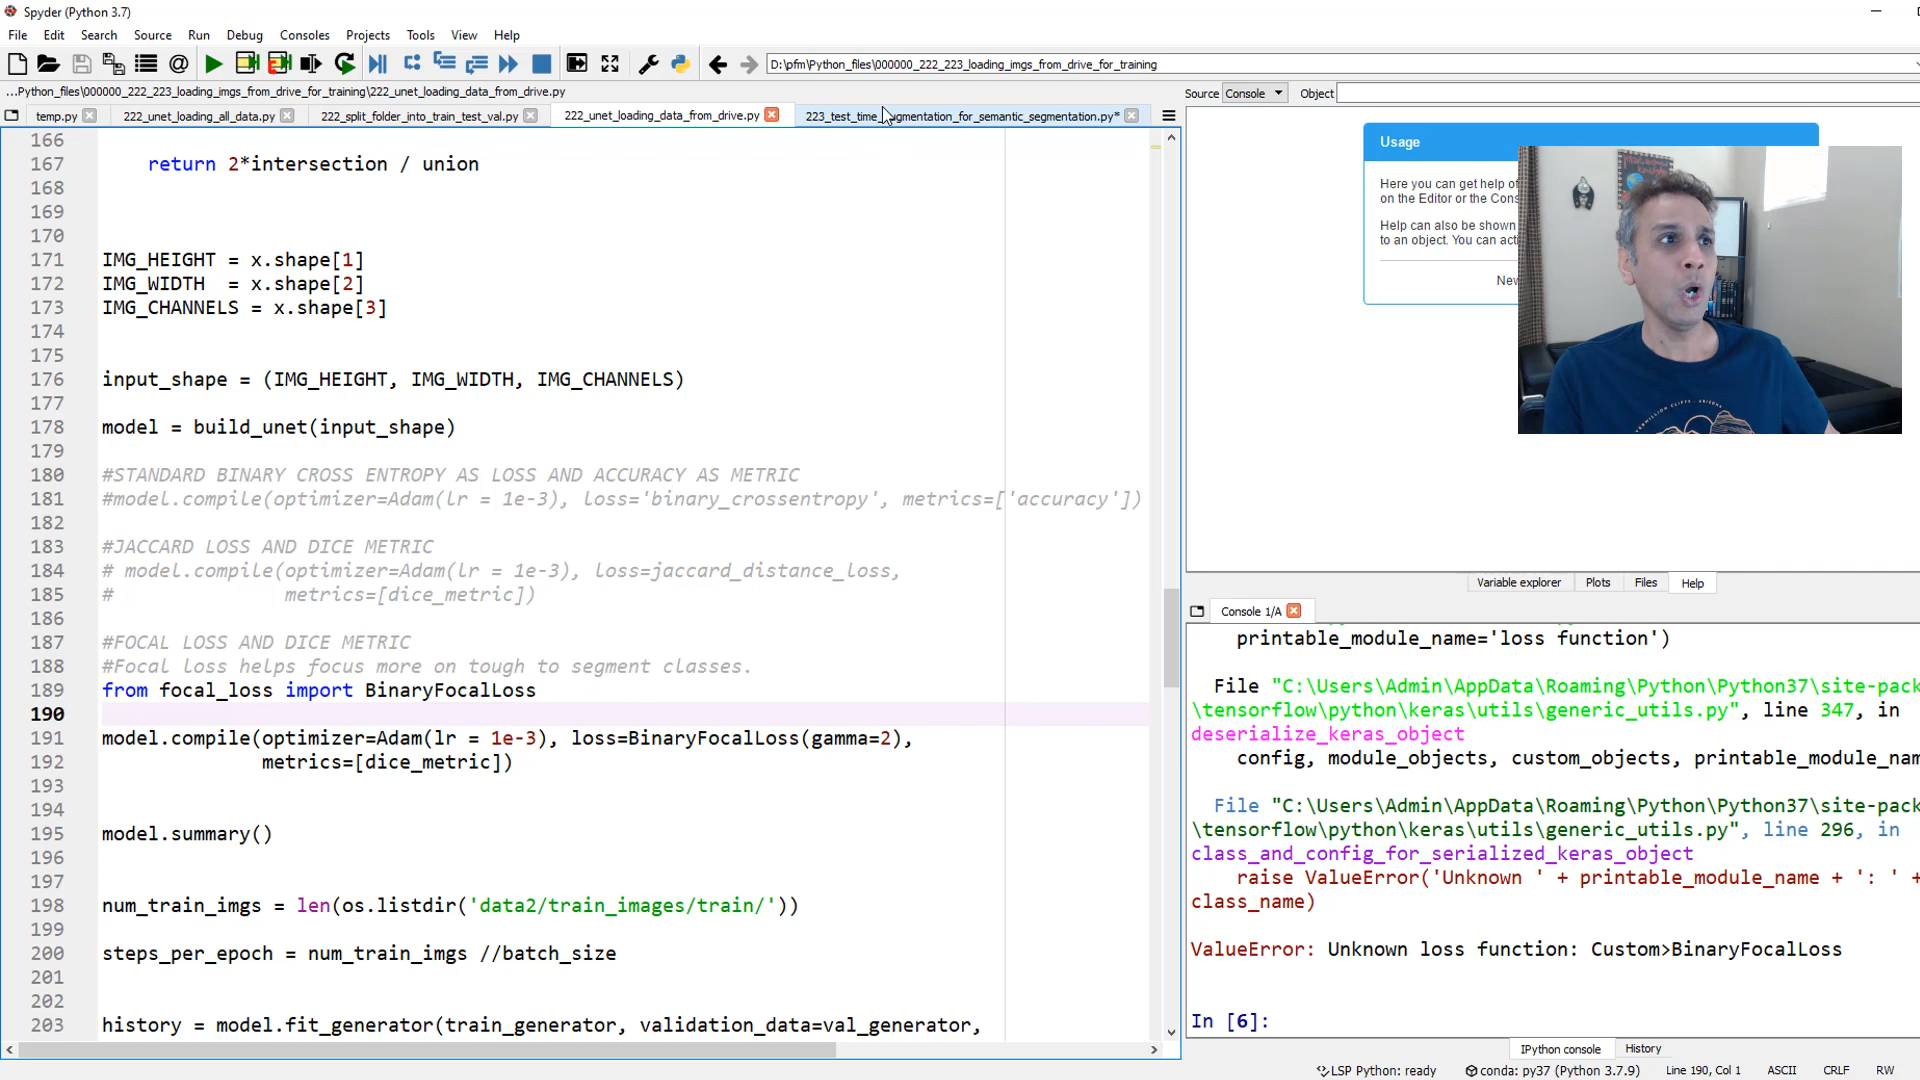 Spyder (Python 3.7)
File Edit Search Source Run Debug Consoles Projects Tools View Help
D:\pfm\Python_files\000000_222_223_loading_imgs_from_drive_for_training
...Python_files\000000_222_223_loading_imgs_from_drive_for_training\222_unet_loading_data_from_drive.py
temp.py 222_unet_loading_all_data.py 222_split_folder_into_train_test_val.py 222_unet_loading_data_from_drive.py 223_test_time_augmentation_for_semantic_segmentation.py*
166
167 return 2*intersection / union
168
169
170
171 IMG_HEIGHT = x.shape[1]
172 IMG_WIDTH  = x.shape[2]
173 IMG_CHANNELS = x.shape[3]
174
175
176 input_shape = (IMG_HEIGHT, IMG_WIDTH, IMG_CHANNELS)
177
178 model = build_unet(input_shape)
179
180 #STANDARD BINARY CROSS ENTROPY AS LOSS AND ACCURACY AS METRIC
181 #model.compile(optimizer=Adam(lr = 1e-3), loss='binary_crossentropy', metrics=['accuracy'])
182
183 #JACCARD LOSS AND DICE METRIC
184 # model.compile(optimizer=Adam(lr = 1e-3), loss=jaccard_distance_loss,
185 #               metrics=[dice_metric])
186
187 #FOCAL LOSS AND DICE METRIC
188 #Focal loss helps focus more on tough to segment classes.
189 from focal_loss import BinaryFocalLoss
190
191 model.compile(optimizer=Adam(lr = 1e-3), loss=BinaryFocalLoss(gamma=2),
192 metrics=[dice_metric])
193
194
195 model.summary()
196
197
198 num_train_imgs = len(os.listdir('data2/train_images/train/'))
199
200 steps_per_epoch = num_train_imgs //batch_size
201
202
203 history = model.fit_generator(train_generator, validation_data=val_generator,
Source Console Object
Usage
Here you can get help of
on the Editor or the Cons
Help can also be shown
to an object. You can acti
New
Variable explorer Plots Files Help
Console 1/A
printable_module_name='loss function')
File "C:\Users\Admin\AppData\Roaming\Python\Python37\site-pack
\tensorflow\python\keras\utils\generic_utils.py", line 347, in
deserialize_keras_object
config, module_objects, custom_objects, printable_module_nam
File "C:\Users\Admin\AppData\Roaming\Python\Python37\site-pack
\tensorflow\python\keras\utils\generic_utils.py", line 296, in
class_and_config_for_serialized_keras_object
raise ValueError('Unknown ' + printable_module_name + ': ' +
class_name)
ValueError: Unknown loss function: Custom>BinaryFocalLoss
In [6]:
IPython console History
LSP Python: ready conda: py37 (Python 3.7.9) Line 190, Col 1 ASCII CRLF RW